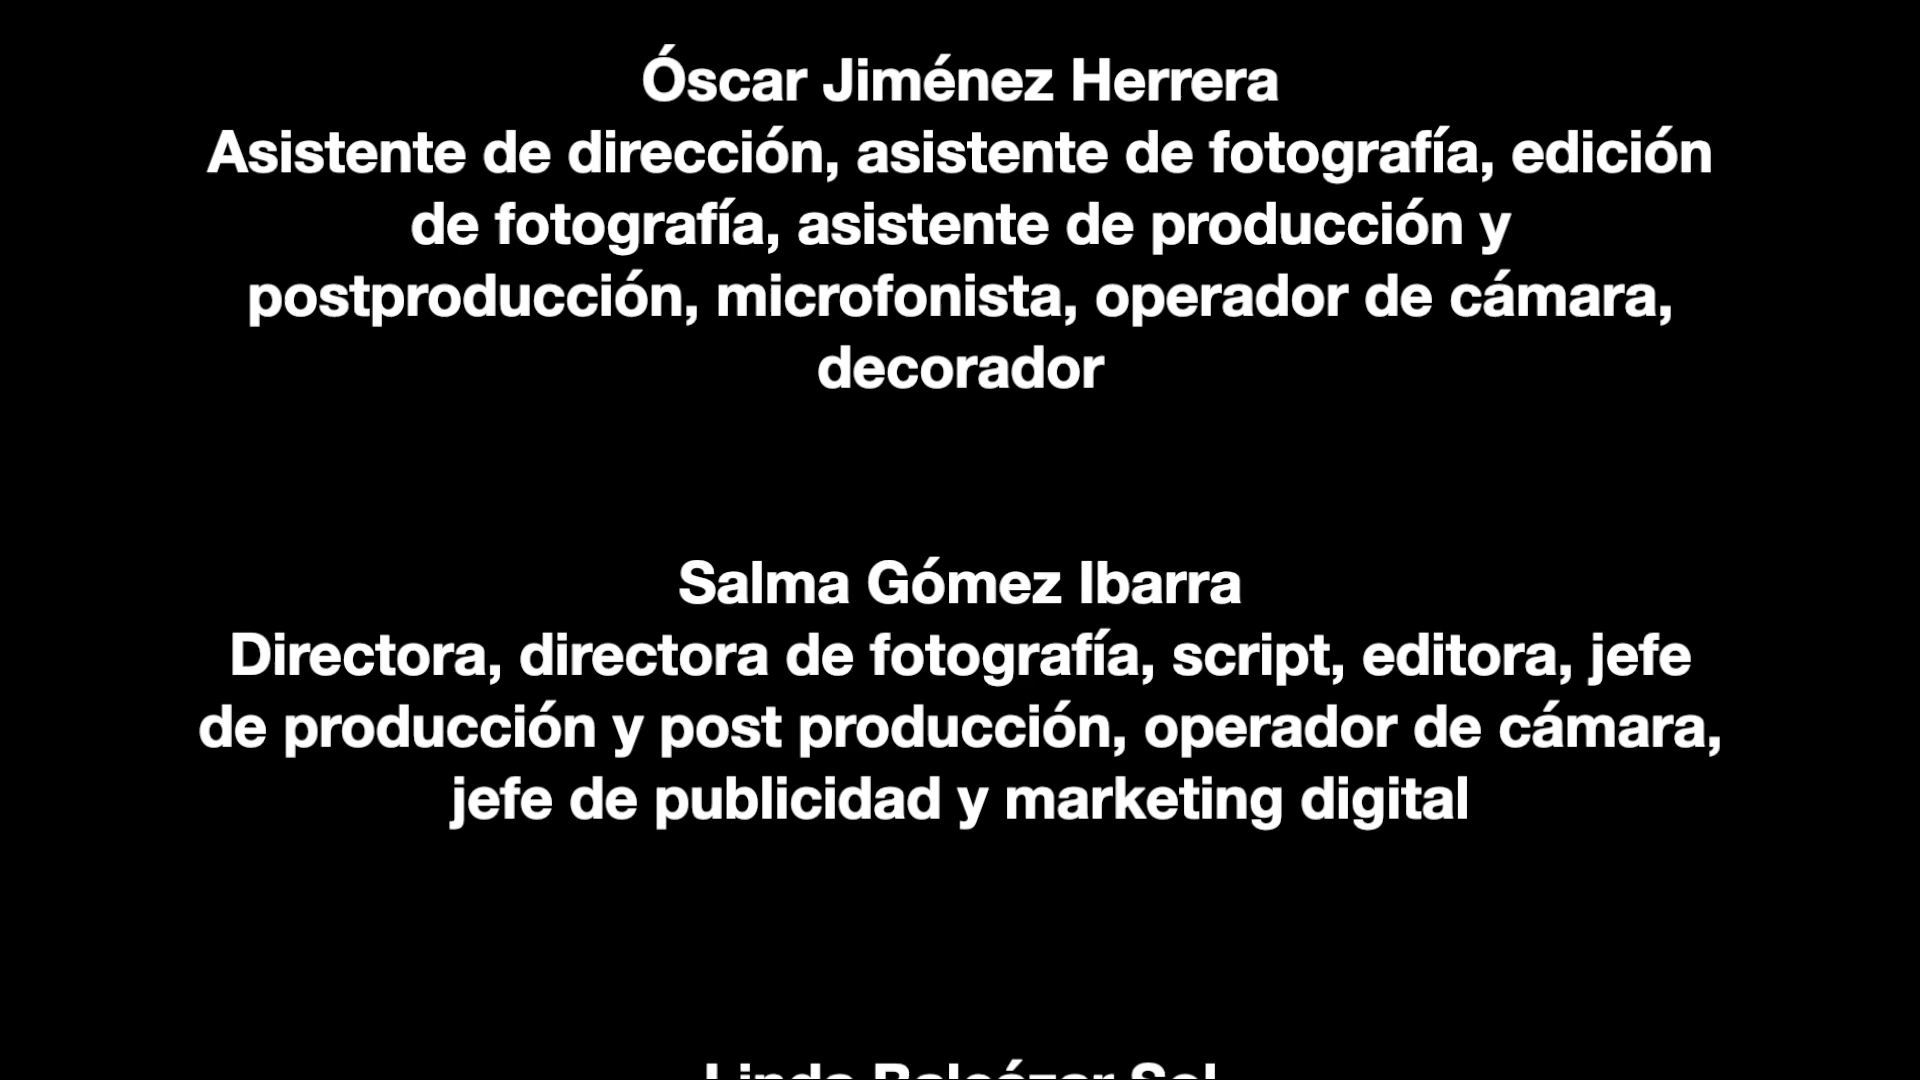 Óscar Jiménez Herrera
Asistente de dirección, asistente de fotografía, edición
de fotografía, asistente de producción y
postproducción, microfonista, operador de cámara,
decorador
Salma Gómez Ibarra
Directora, directora de fotografía, script, editora, jefe
de producción y post producción, operador de cámara,
jefe de publicidad y marketing digital